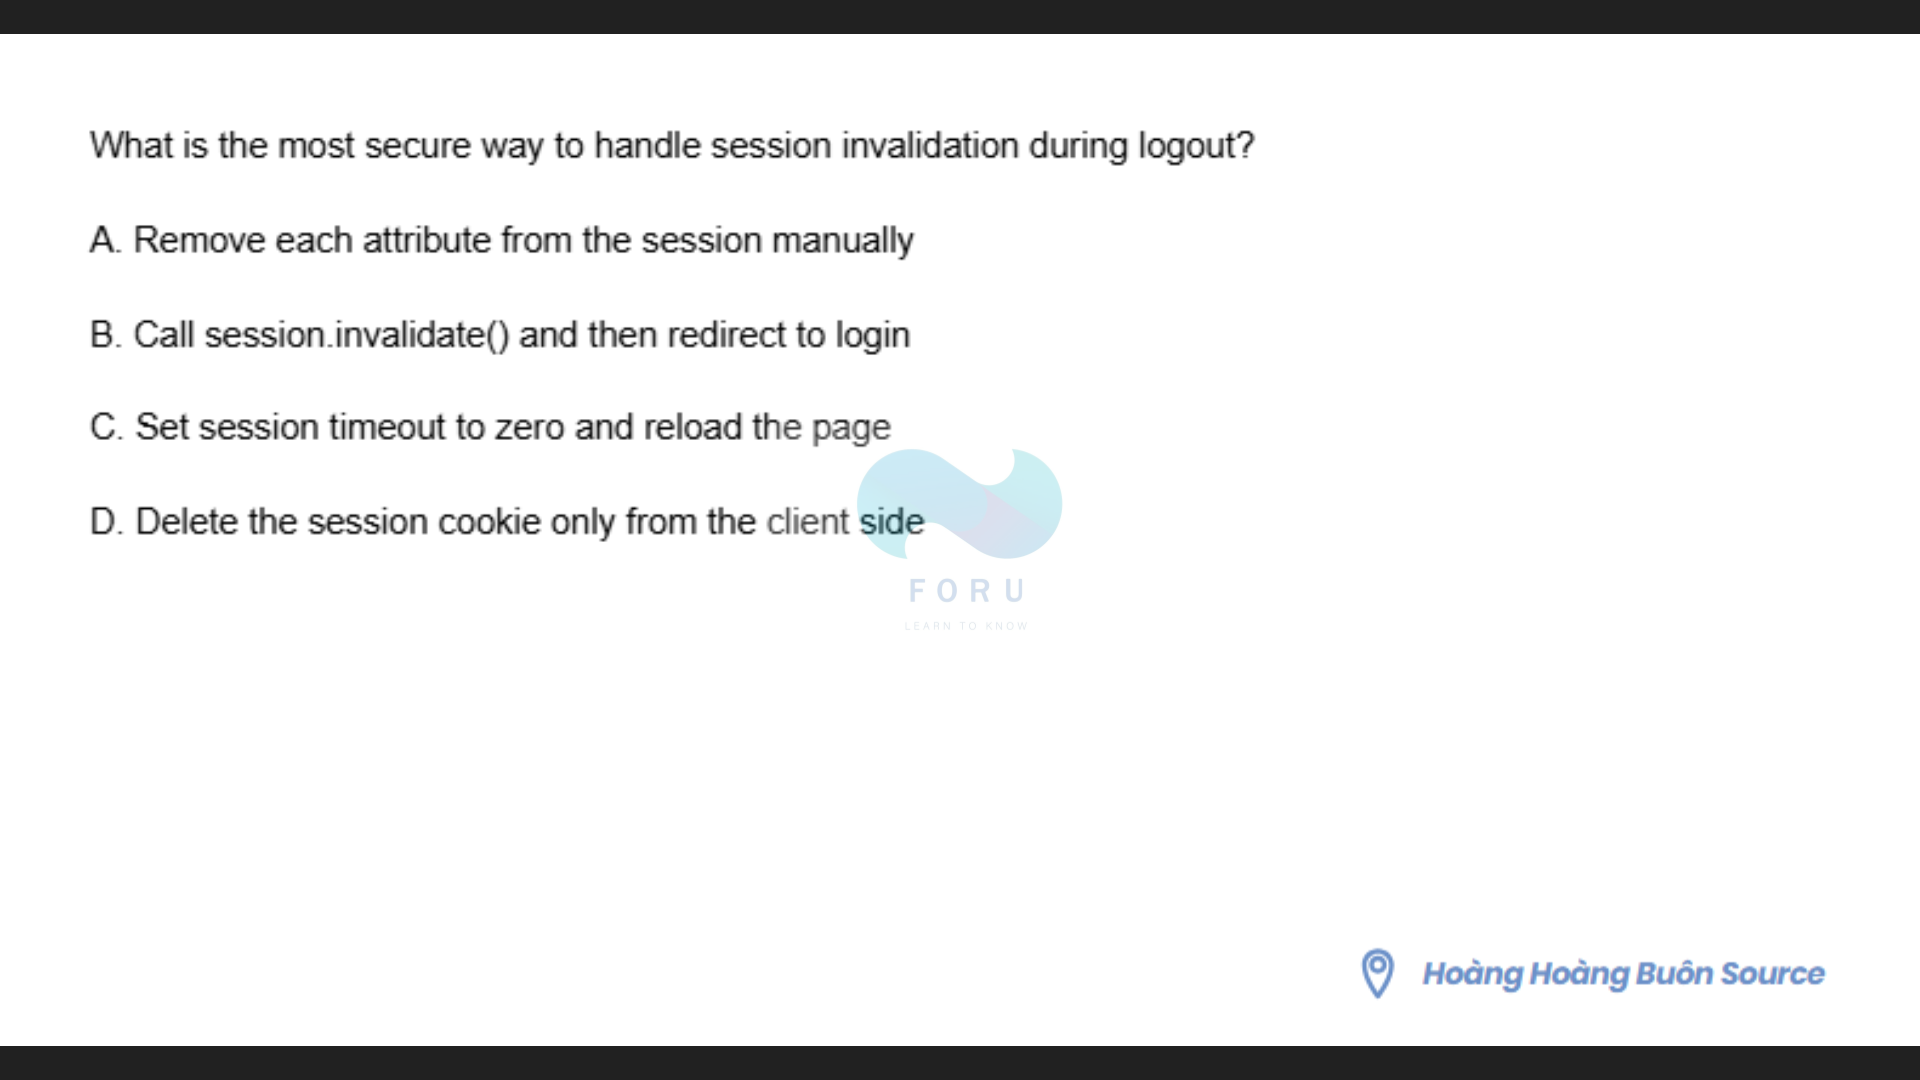 What is the most secure way to handle session invalidation during logout?
A. Remove each attribute from the session manually
B. Call session.invalidate() and then redirect to login
C. Set session timeout to zero and reload the page
D. Delete the session cookie only from the client side
FORU
LEARN TO KNOW
Hoàng Hoàng Buôn Source